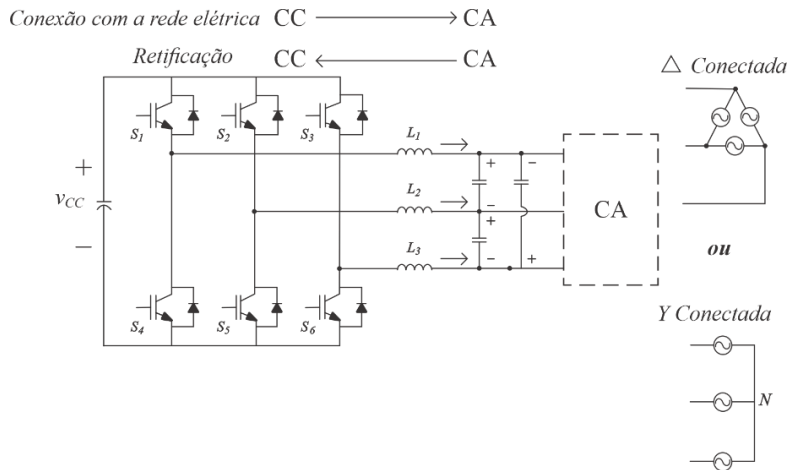 Conexão com a rede elétrica CC CA
Retificação CC CA
△ Conectada
S1 S2 S3
L1
+ −
+
vCC
−
L2
−
+
CA
L3
− +
ou
S4 S5 S6
Y Conectada
N